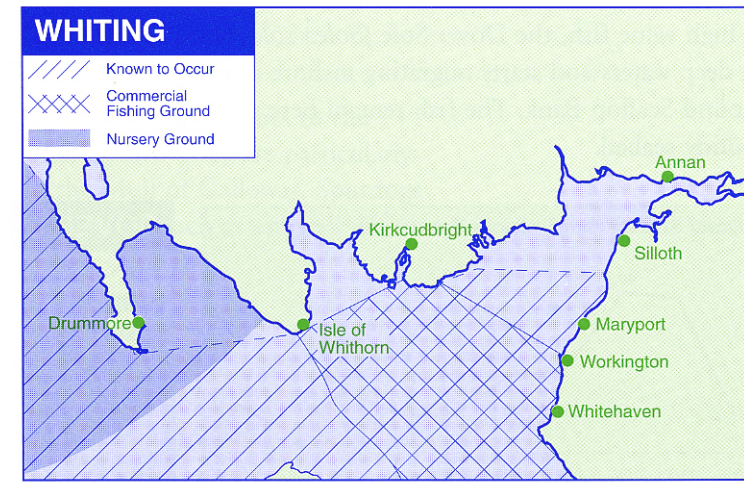 WHITING
Known to Occur
Commercial
Fishing Ground
Nursery Ground
Annan
Kirkcudbright
Silloth
Drummore
Isle of
Whithorn
Maryport
Workington
Whitehaven